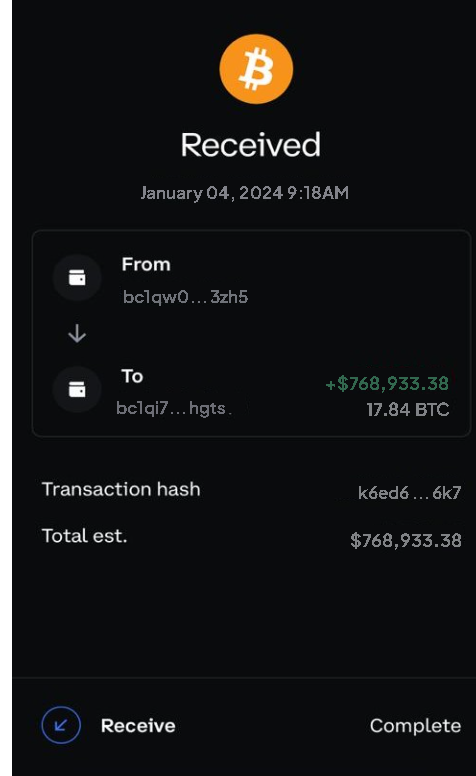 Received
January 04, 2024 9:18AM
From
bc1qw0...3zh5
To
+$768,933.38
bc1qi7...hgts.
17.84 BTC
Transaction hash
k6ed6...6k7
Total est.
$768,933.38
Receive
Complete